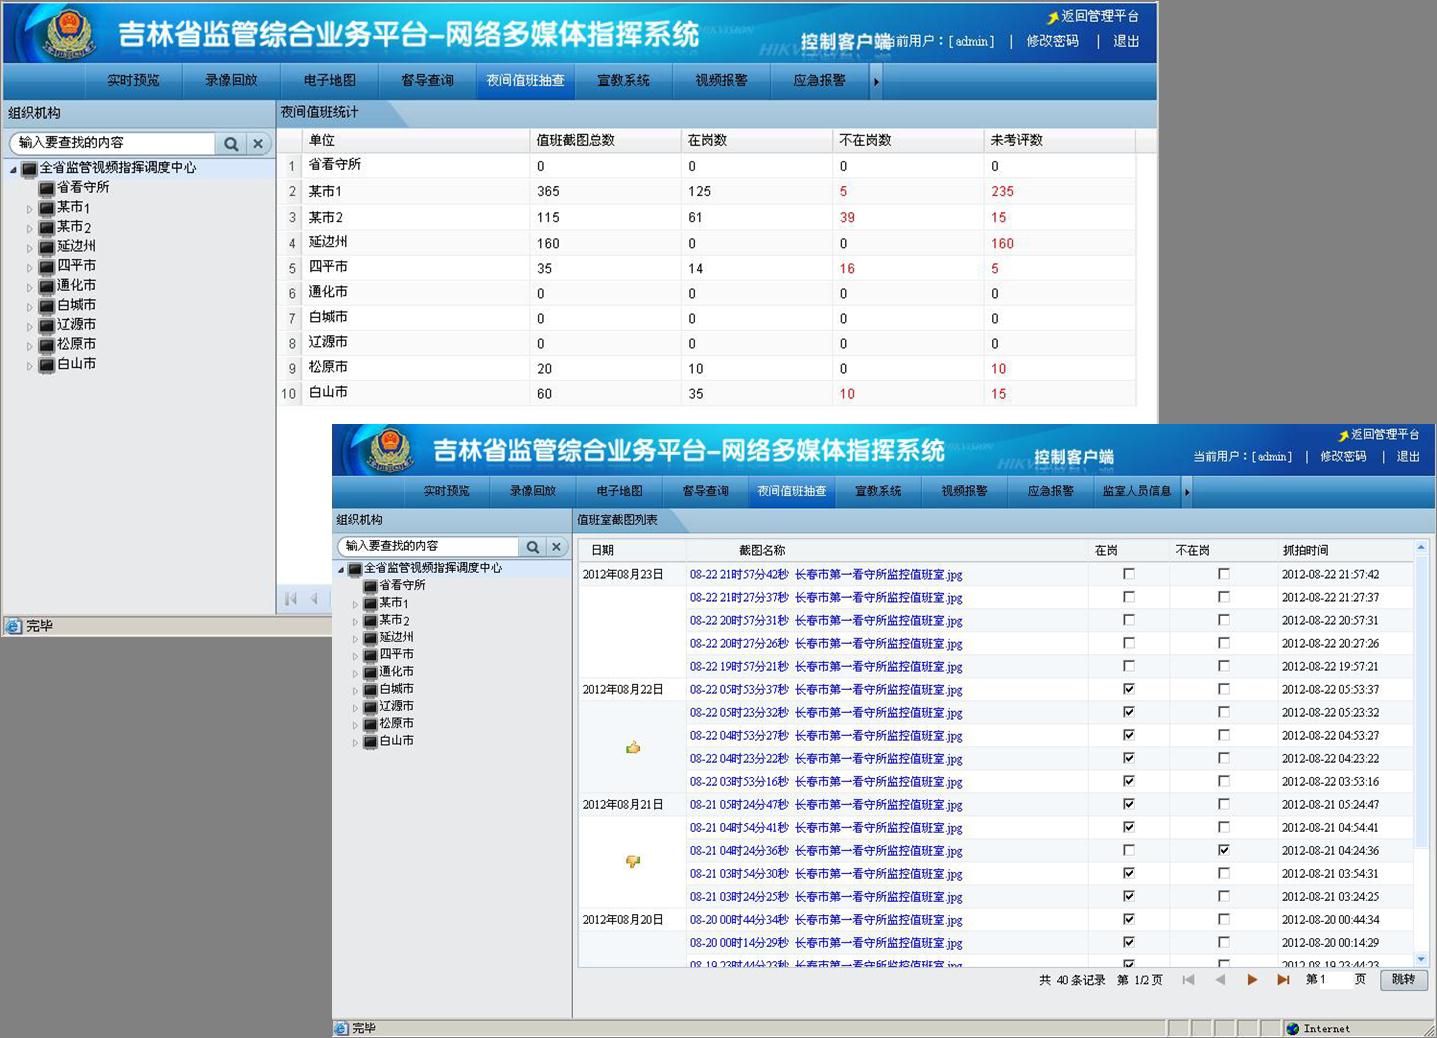 吉林省监管综合业务平台-网络多媒体指挥系统
控制客户端
返回管理平台
当前用户：[admin] | 修改密码 | 退出
实时预览 录像回放 电子地图 督导查询 夜间值班抽查 宣教系统 视频报警 应急报警
组织机构
输入要查找的内容
全省监管视频指挥调度中心
省看守所
某市1
某市2
延边州
四平市
通化市
白城市
辽源市
松原市
白山市
夜间值班统计
单位 值班截图总数 在岗数 不在岗数 未考评数
1 省看守所 0 0 0 0
2 某市1 365 125 5 235
3 某市2 115 61 39 15
4 延边州 160 0 0 160
5 四平市 35 14 16 5
6 通化市 0 0 0 0
7 白城市 0 0 0 0
8 辽源市 0 0 0 0
9 松原市 20 10 0 10
10 白山市 60 35 10 15
完毕
吉林省监管综合业务平台-网络多媒体指挥系统
控制客户端
返回管理平台
当前用户：[admin] | 修改密码 | 退出
实时预览 录像回放 电子地图 督导查询 夜间值班抽查 宣教系统 视频报警 应急报警 监室人员信息
组织机构
输入要查找的内容
全省监管视频指挥调度中心
省看守所
某市1
某市2
延边州
四平市
通化市
白城市
辽源市
松原市
白山市
值班室截图列表
日期 截图名称 在岗 不在岗 抓拍时间
2012年08月23日 08-22 21时57分42秒 长春市第一看守所监控值班室.jpg 2012-08-22 21:57:42
08-22 21时27分37秒 长春市第一看守所监控值班室.jpg 2012-08-22 21:27:37
08-22 20时57分31秒 长春市第一看守所监控值班室.jpg 2012-08-22 20:57:31
08-22 20时27分26秒 长春市第一看守所监控值班室.jpg 2012-08-22 20:27:26
08-22 19时57分21秒 长春市第一看守所监控值班室.jpg 2012-08-22 19:57:21
2012年08月22日 08-22 05时53分37秒 长春市第一看守所监控值班室.jpg 2012-08-22 05:53:37
08-22 05时23分32秒 长春市第一看守所监控值班室.jpg 2012-08-22 05:23:32
08-22 04时53分27秒 长春市第一看守所监控值班室.jpg 2012-08-22 04:53:27
08-22 04时23分22秒 长春市第一看守所监控值班室.jpg 2012-08-22 04:23:22
08-22 03时53分16秒 长春市第一看守所监控值班室.jpg 2012-08-22 03:53:16
2012年08月21日 08-21 05时24分47秒 长春市第一看守所监控值班室.jpg 2012-08-21 05:24:47
08-21 04时54分41秒 长春市第一看守所监控值班室.jpg 2012-08-21 04:54:41
08-21 04时24分36秒 长春市第一看守所监控值班室.jpg 2012-08-21 04:24:36
08-21 03时54分30秒 长春市第一看守所监控值班室.jpg 2012-08-21 03:54:31
08-21 03时24分25秒 长春市第一看守所监控值班室.jpg 2012-08-21 03:24:25
2012年08月20日 08-20 00时44分34秒 长春市第一看守所监控值班室.jpg 2012-08-20 00:44:34
08-20 00时14分29秒 长春市第一看守所监控值班室.jpg 2012-08-20 00:14:29
08-19 23时44分23秒 长春市第一看守所监控值班室.jpg 2012-08-19 23:44:23
共 40 条记录 第 1/2 页 第 1 页 跳转
完毕 Internet